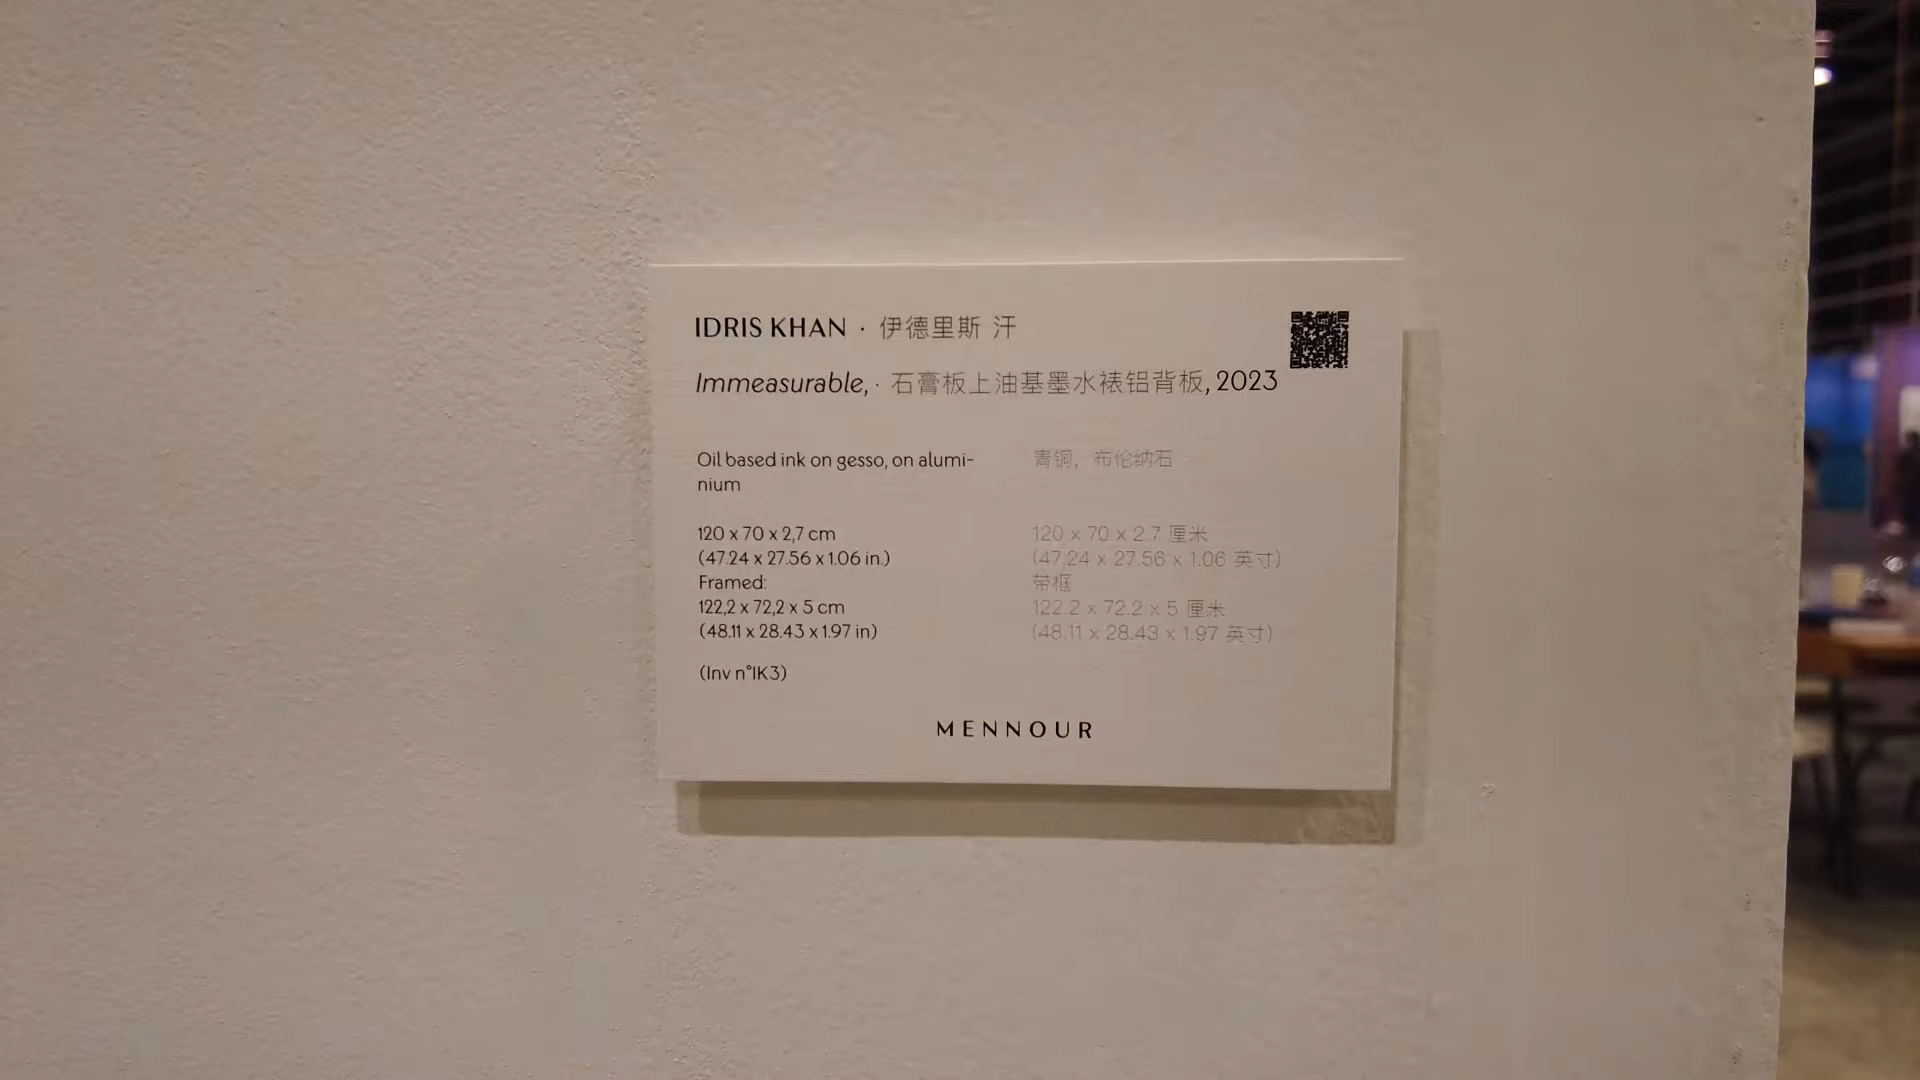 IDRIS KHAN · 伊德里斯 汗
Immeasurable, · 石膏板上油基墨水裱铝背板, 2023
Oil based ink on gesso, on alumi-
nium
青铜，布伦纳石
120 x 70 x 2,7 cm
(47.24 x 27.56 x 1.06 in.)
Framed:
122,2 x 72,2 x 5 cm
(48.11 x 28.43 x 1.97 in)
120 x 70 x 2.7 厘米
(47.24 x 27.56 x 1.06 英寸)
带框
122.2 x 72.2 x 5 厘米
(48.11 x 28.43 x 1.97 英寸)
(Inv n°IK3)
MENNOUR